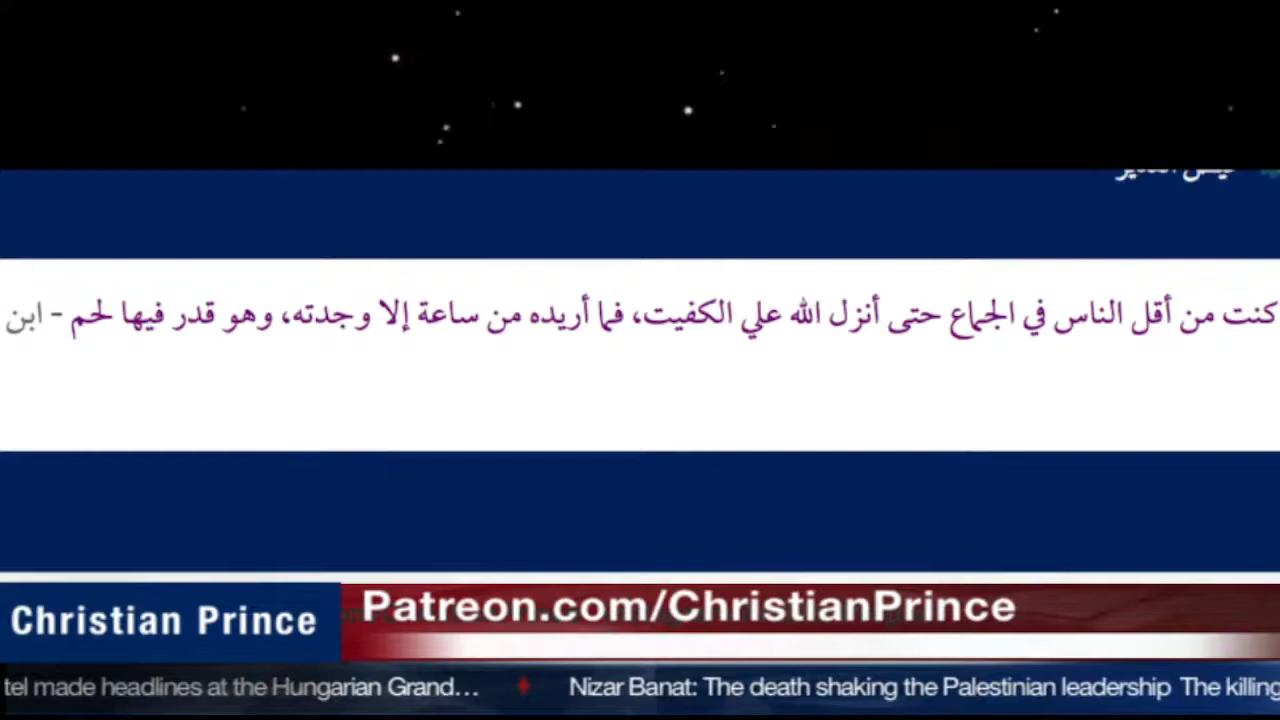 كنت من أقل الناس في الجماع حتى أنزل الله علي الكفيت، فما أريده من ساعة إلا وجدته، وهو قدر فيها لحم - ابن
Christian Prince
Patreon.com/ChristianPrince
tel made headlines at the Hungarian Grand... Nizar Banat: The death shaking the Palestinian leadership The killing